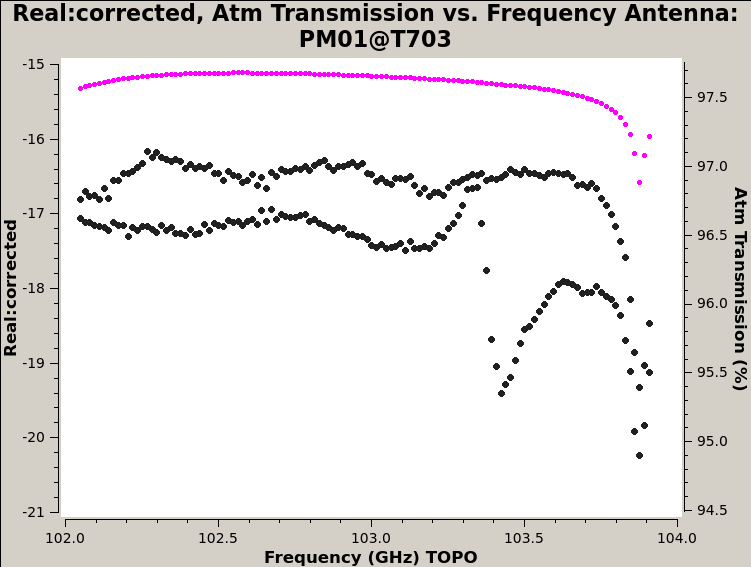 Real:corrected, Atm Transmission vs. Frequency Antenna:
PM01@T703
-15
-16
-17
-18
-19
-20
-21
Real:corrected
97.5
97.0
96.5
96.0
95.5
95.0
94.5
Atm Transmission (%)
102.0 102.5 103.0 103.5 104.0
Frequency (GHz) TOPO